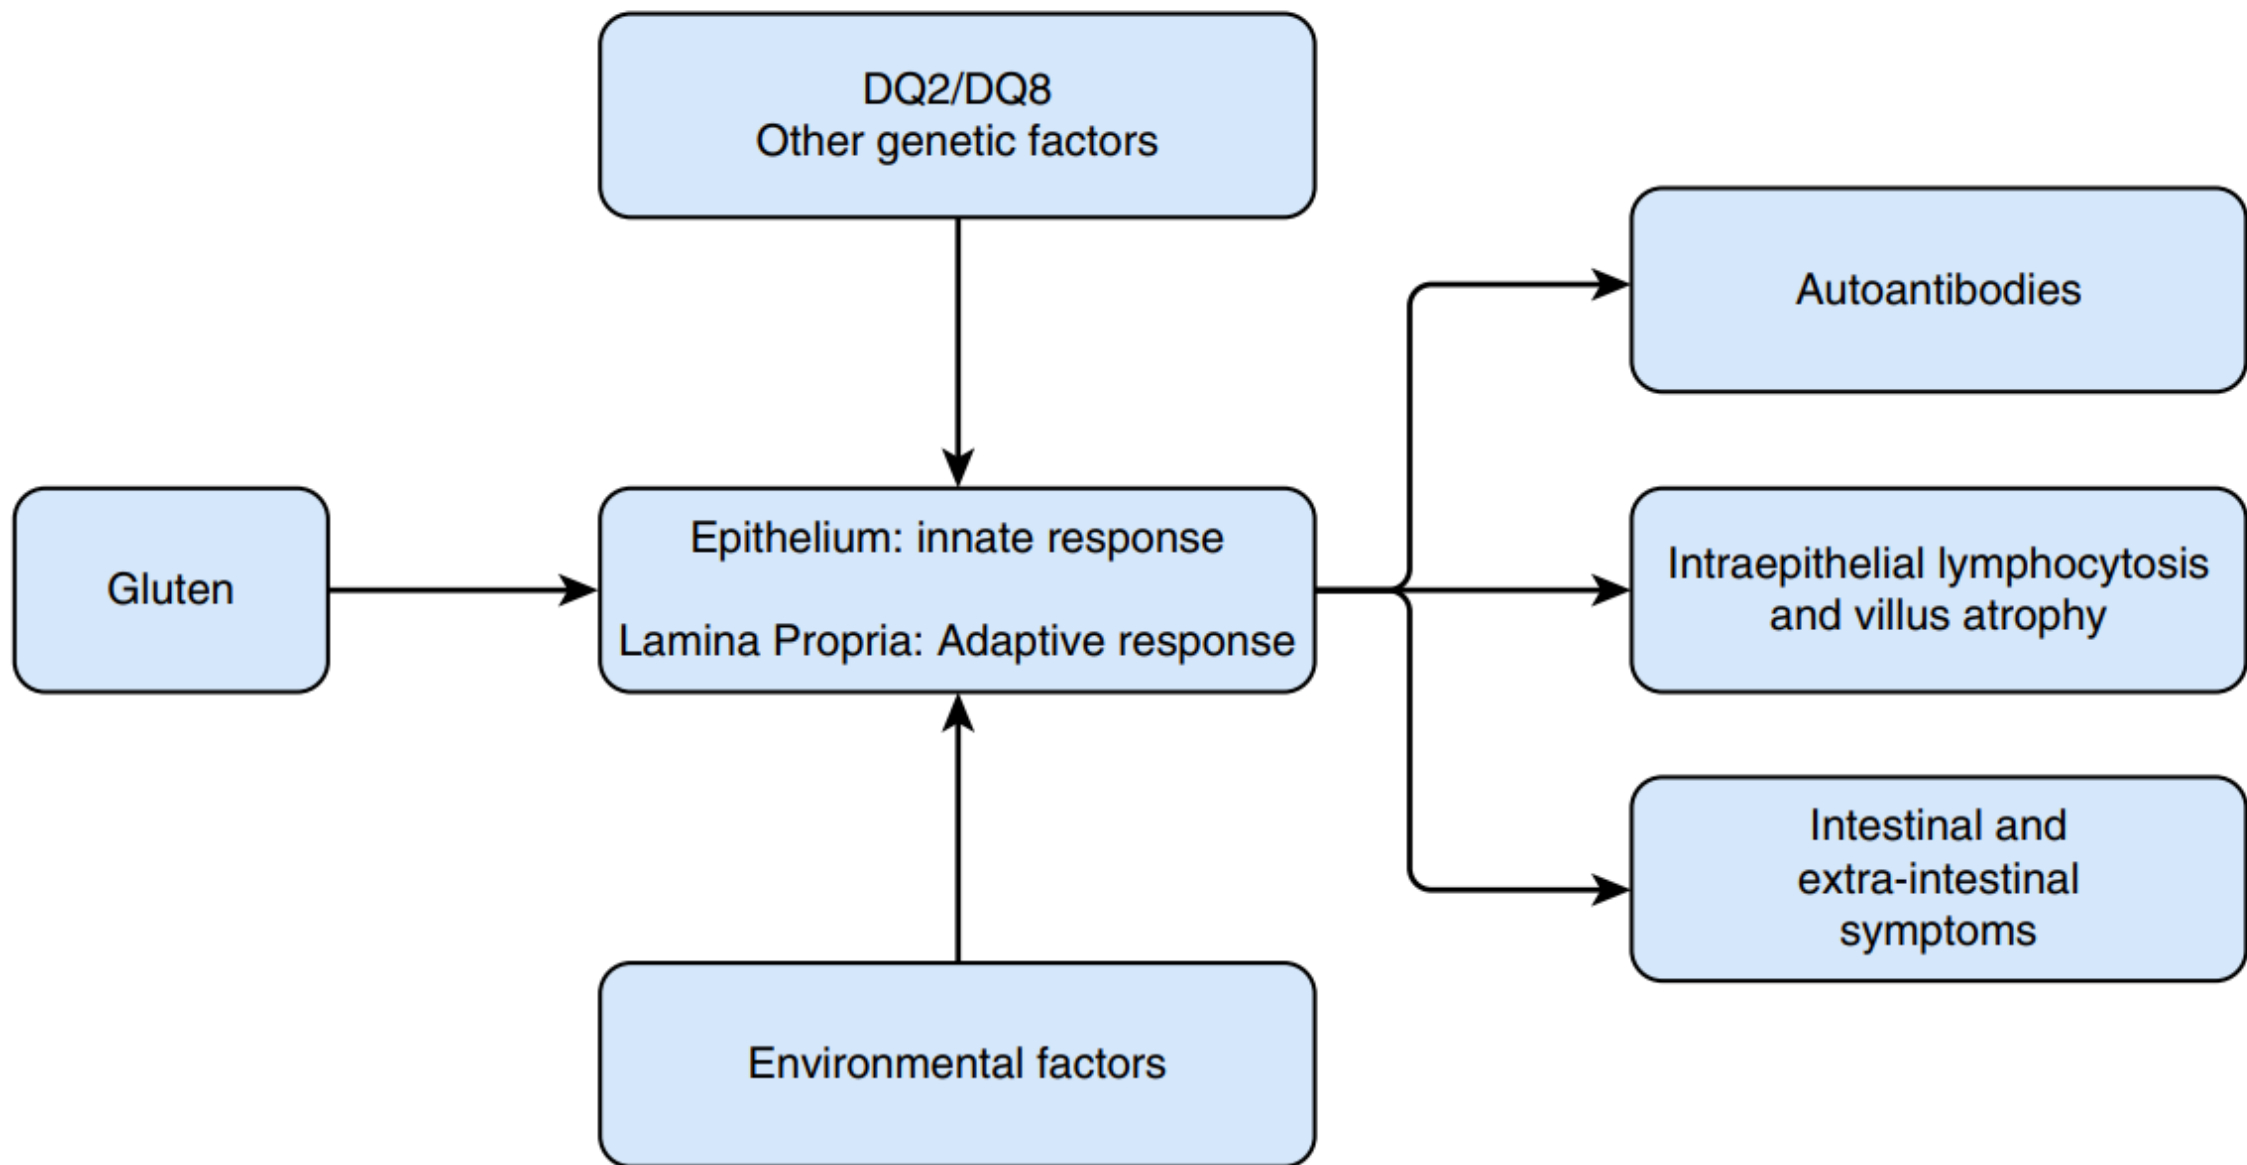 DQ2/DQ8
Other genetic factors
Gluten
Epithelium: innate response
Lamina Propria: Adaptive response
Environmental factors
Autoantibodies
Intraepithelial lymphocytosis
and villus atrophy
Intestinal and
extra-intestinal
symptoms